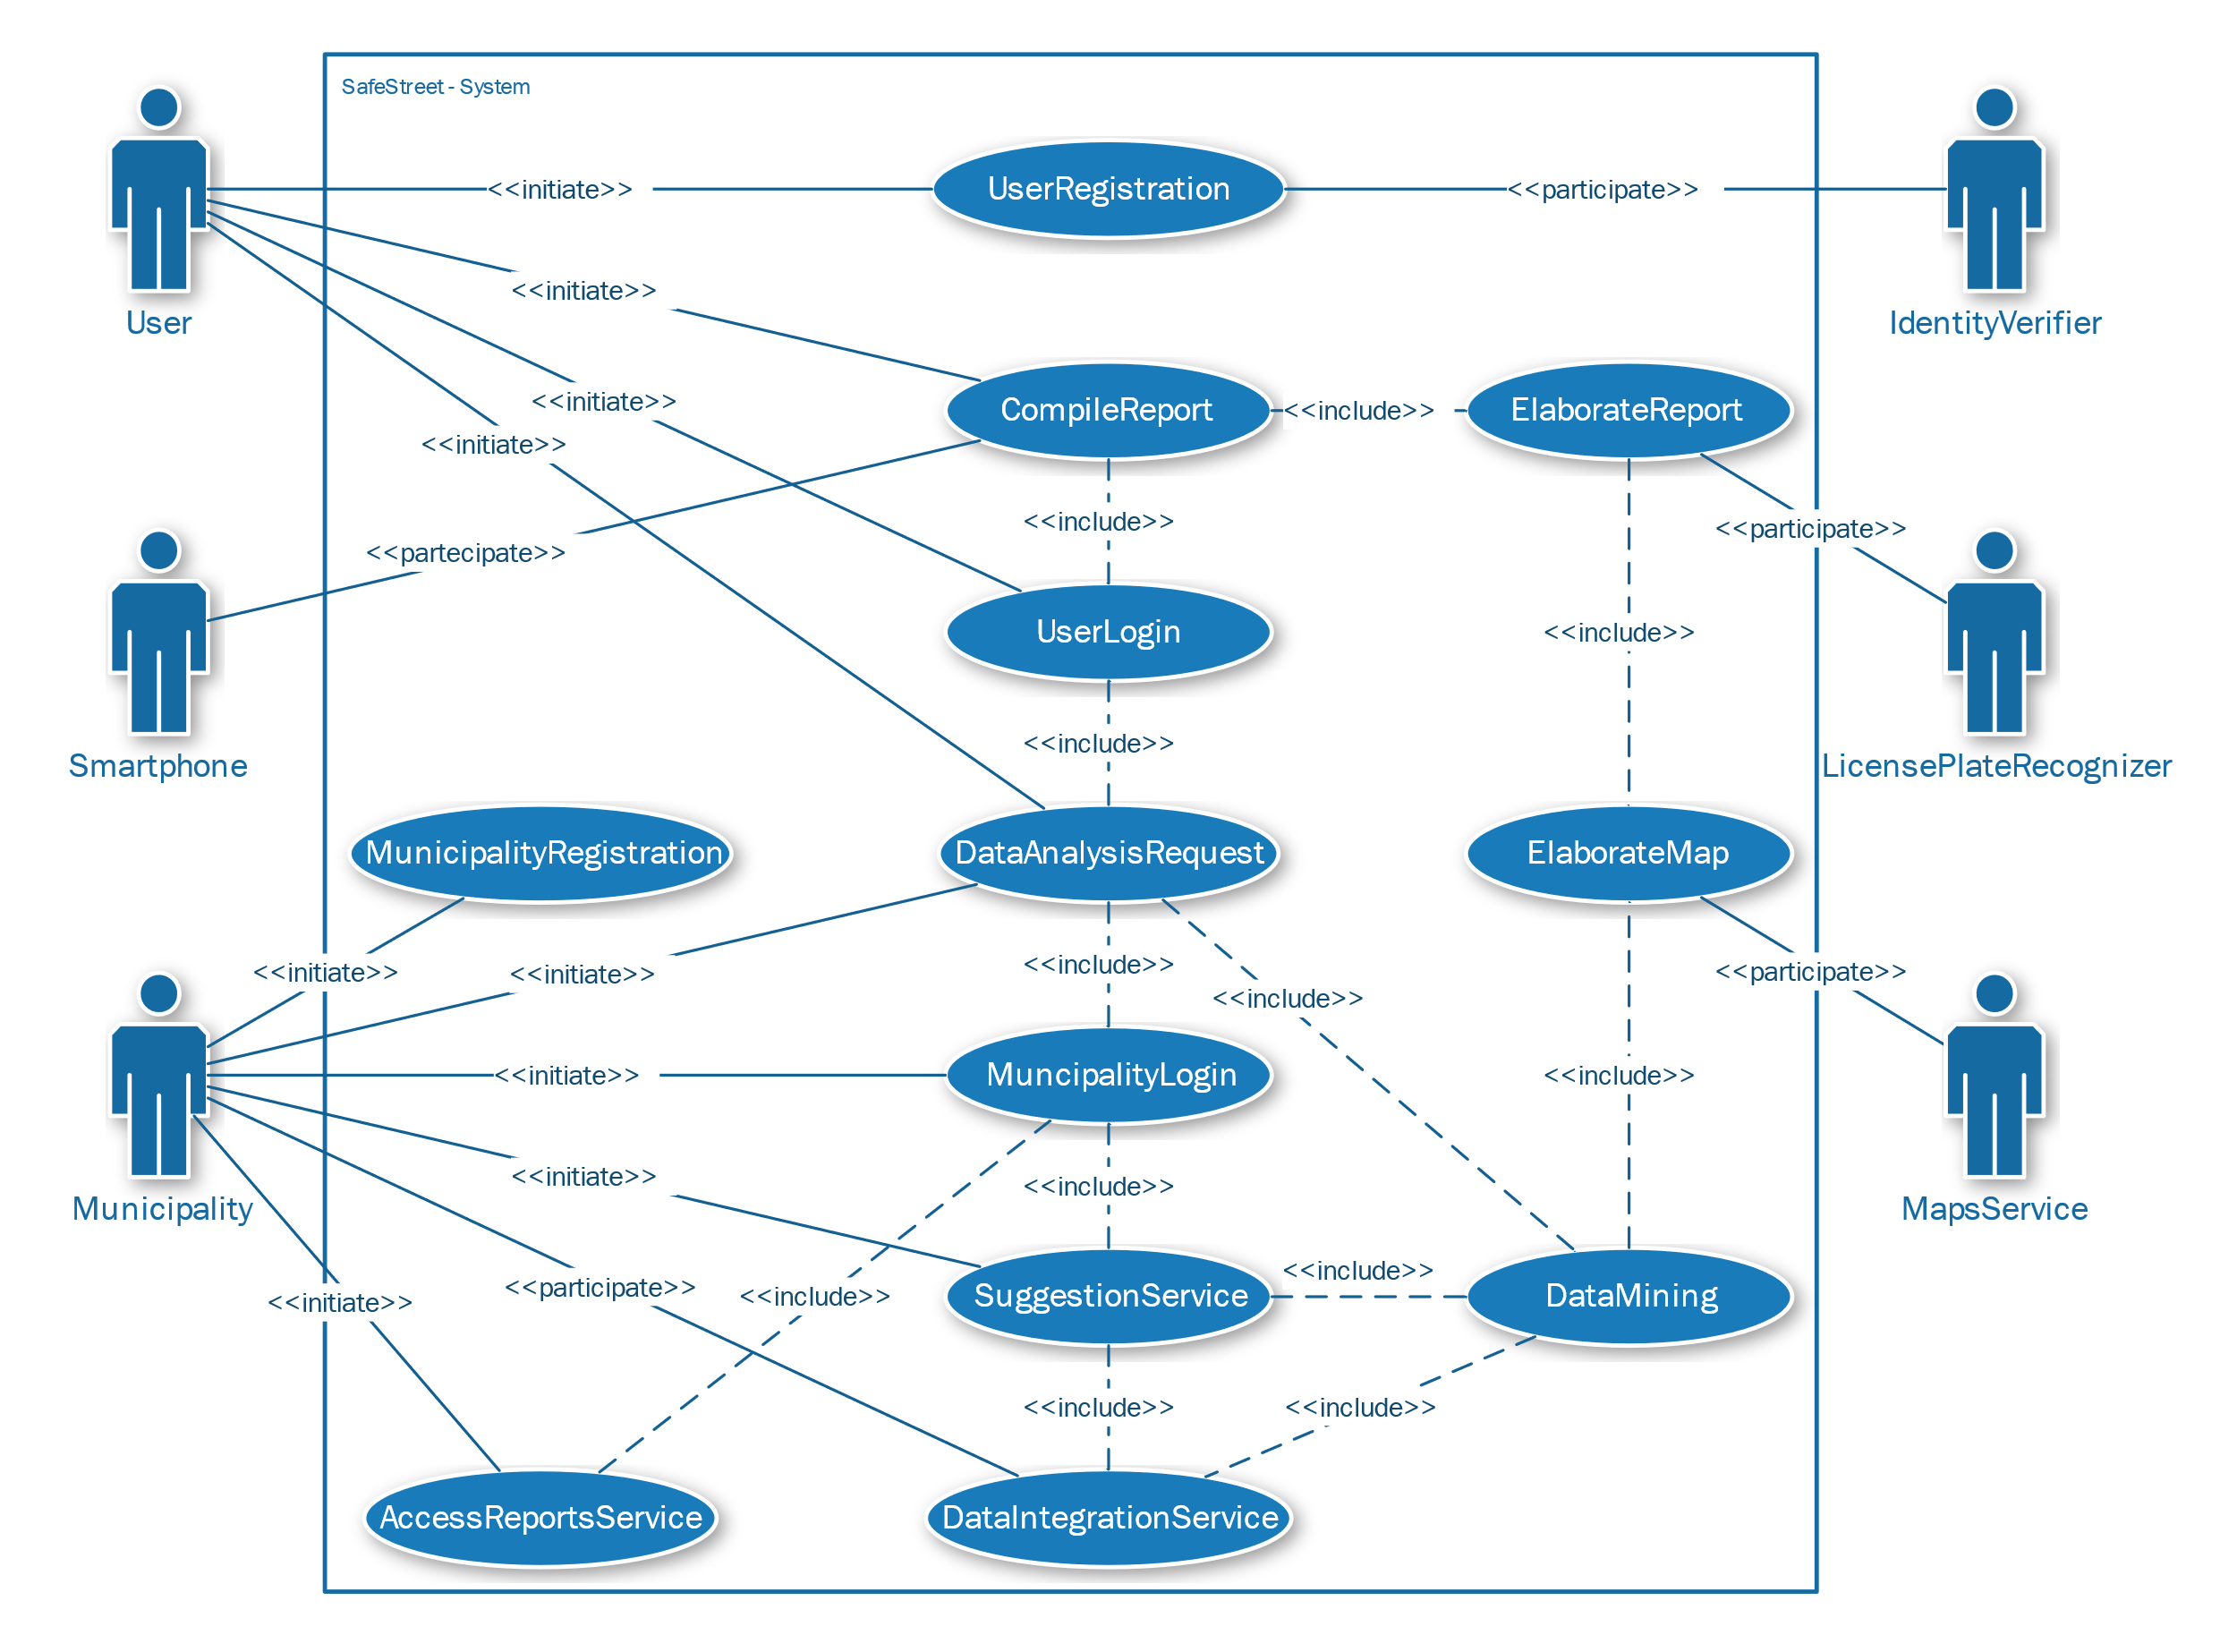 SafeStreet - System
<<initiate>>
UserRegistration
<<participate>>
<<initiate>>
User
IdentityVerifier
<<initiate>>
CompileReport
<<include>>
ElaborateReport
<<initiate>>
<<include>>
<<participate>>
<<partecipate>>
UserLogin
<<include>>
<<include>>
Smartphone
LicensePlateRecognizer
MunicipalityRegistration
DataAnalysisRequest
ElaborateMap
<<initiate>>
<<initiate>>
<<include>>
<<include>>
<<participate>>
<<initiate>>
MuncipalityLogin
<<include>>
<<initiate>>
<<include>>
Municipality
MapsService
<<initiate>>
<<participate>>
<<include>>
SuggestionService
<<include>>
DataMining
<<include>>
<<include>>
AccessReportsService
DataIntegrationService